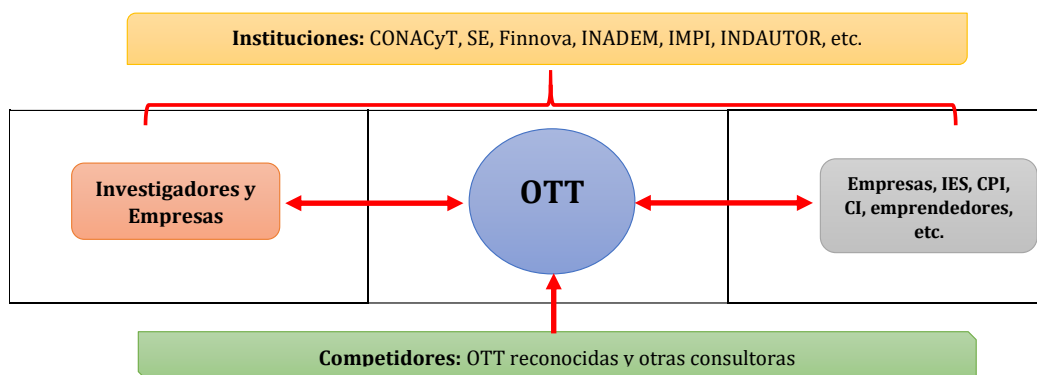 Instituciones: CONACyT, SE, Finnova, INADEM, IMPI, INDAUTOR, etc.
Investigadores y
Empresas
OTT
Empresas, IES, CPI,
CI, emprendedores,
etc.
Competidores: OTT reconocidas y otras consultoras